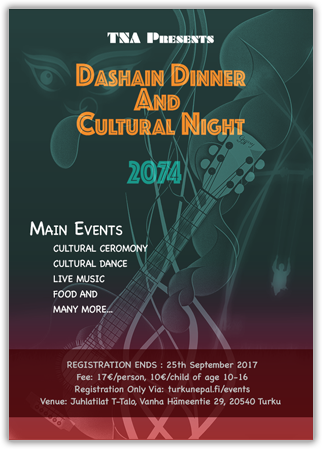 TNA Presents
Dashain Dinner
And
Cultural Night
2074
Main Events
CULTURAL CEROMONY
CULTURAL DANCE
LIVE MUSIC
FOOD AND
MANY MORE...
REGISTRATION ENDS : 25th September 2017
Fee: 17€/person, 10€/child of age 10-16
Registration Only Via: turkunepal.fi/events
Venue: Juhlatilat T-Talo, Vanha Hämeentie 29, 20540 Turku